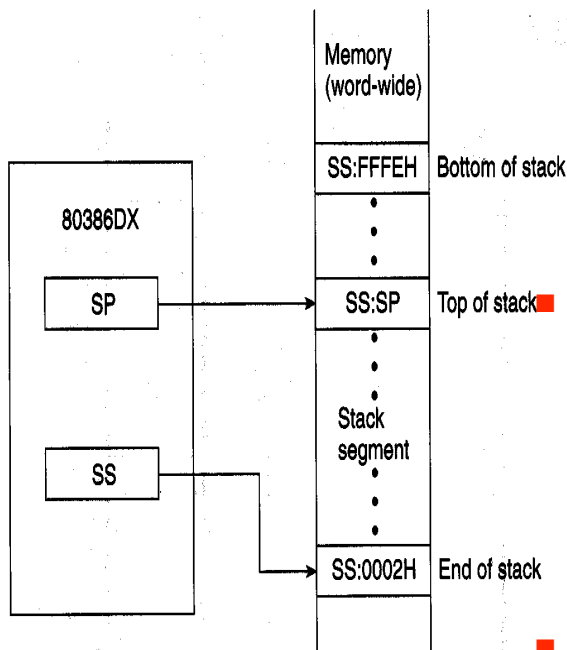 Memory
(word-wide)
SS:FFFEH Bottom of stack
80386DX
SP
SS:SP Top of stack
Stack
segment
SS
SS:0002H End of stack